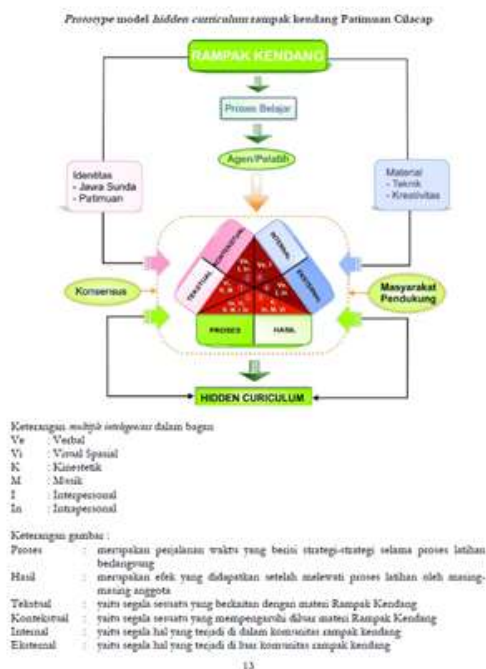 Prototype model hidden curriculum rampak kendang Patimuan Cilacap
RAMPAK KENDANG
Proses Belajar
Agen/Pelatih
Identitas
- Jawa Sunda
- Patimuan
Material
- Teknik
- Kreativitas
KONTEKSTUAL
INTERNAL
TEKSTUAL
EKSTERNAL
Konsensus
Masyarakat
Pendukung
PROSES
HASIL
HIDDEN CURICULUM
Keterangan multiple inteligensi dalam bagan
Ve : Verbal
Vi : Visual Spasial
K : Kinestetik
M : Musik
I : Interpersonal
In : Intrapersonal
Keterangan gambar :
Proses : merupakan perjalanan waktu yang berisi strategi-strategi selama proses latihan
berlangsung
Hasil : merupakan efek yang didapatkan setelah melewati proses latihan oleh masing-
masing anggota
Tekstual : yaitu segala sesuatu yang berkaitan dengan materi Rampak Kendang
Kontekstual : yaitu segala sesuatu yang mempengaruhi diluar materi Rampak Kendang
Internal : yaitu segala hal yang terjadi di dalam komunitas rampak kendang
Eksternal : yaitu segala hal yang terjadi di luar komunitas rampak kendang
13